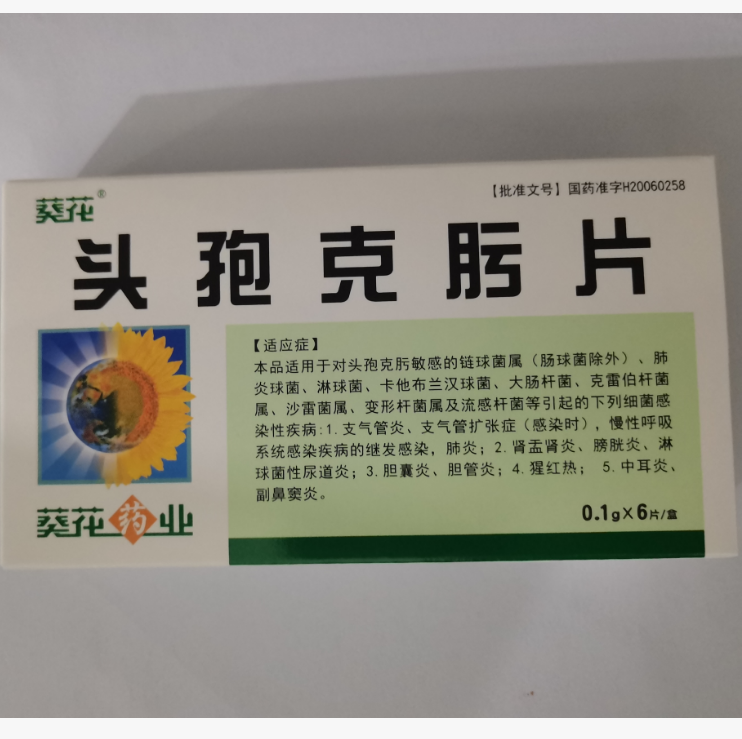 葵花®
【批准文号】国药准字H20060258
头孢克肟片
【适应症】
本品适用于对头孢克肟敏感的链球菌属（肠球菌除外）、肺
炎球菌、淋球菌、卡他布兰汉球菌、大肠杆菌、克雷伯杆菌
属、沙雷菌属、变形杆菌属及流感杆菌等引起的下列细菌感
染性疾病:1.支气管炎、支气管扩张症（感染时），慢性呼吸
系统感染疾病的继发感染，肺炎；2.肾盂肾炎、膀胱炎、淋
球菌性尿道炎；3.胆囊炎、胆管炎；4.猩红热； 5.中耳炎、
副鼻窦炎。
葵花药业
0.1g×6片/盒